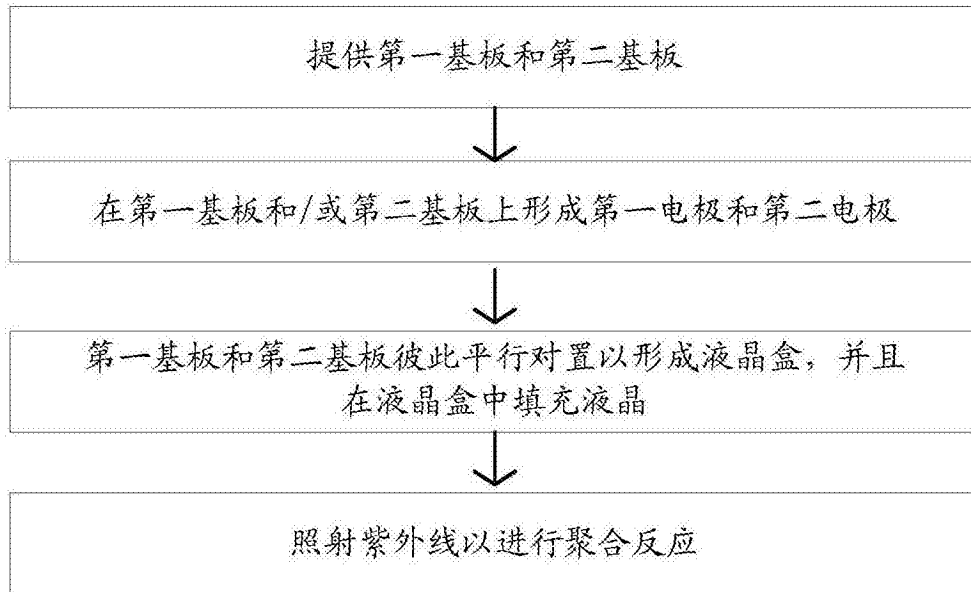 提供第一基板和第二基板
在第一基板和/或第二基板上形成第一电极和第二电极
第一基板和第二基板彼此平行对置以形成液晶盒，并且
在液晶盒中填充液晶
照射紫外线以进行聚合反应